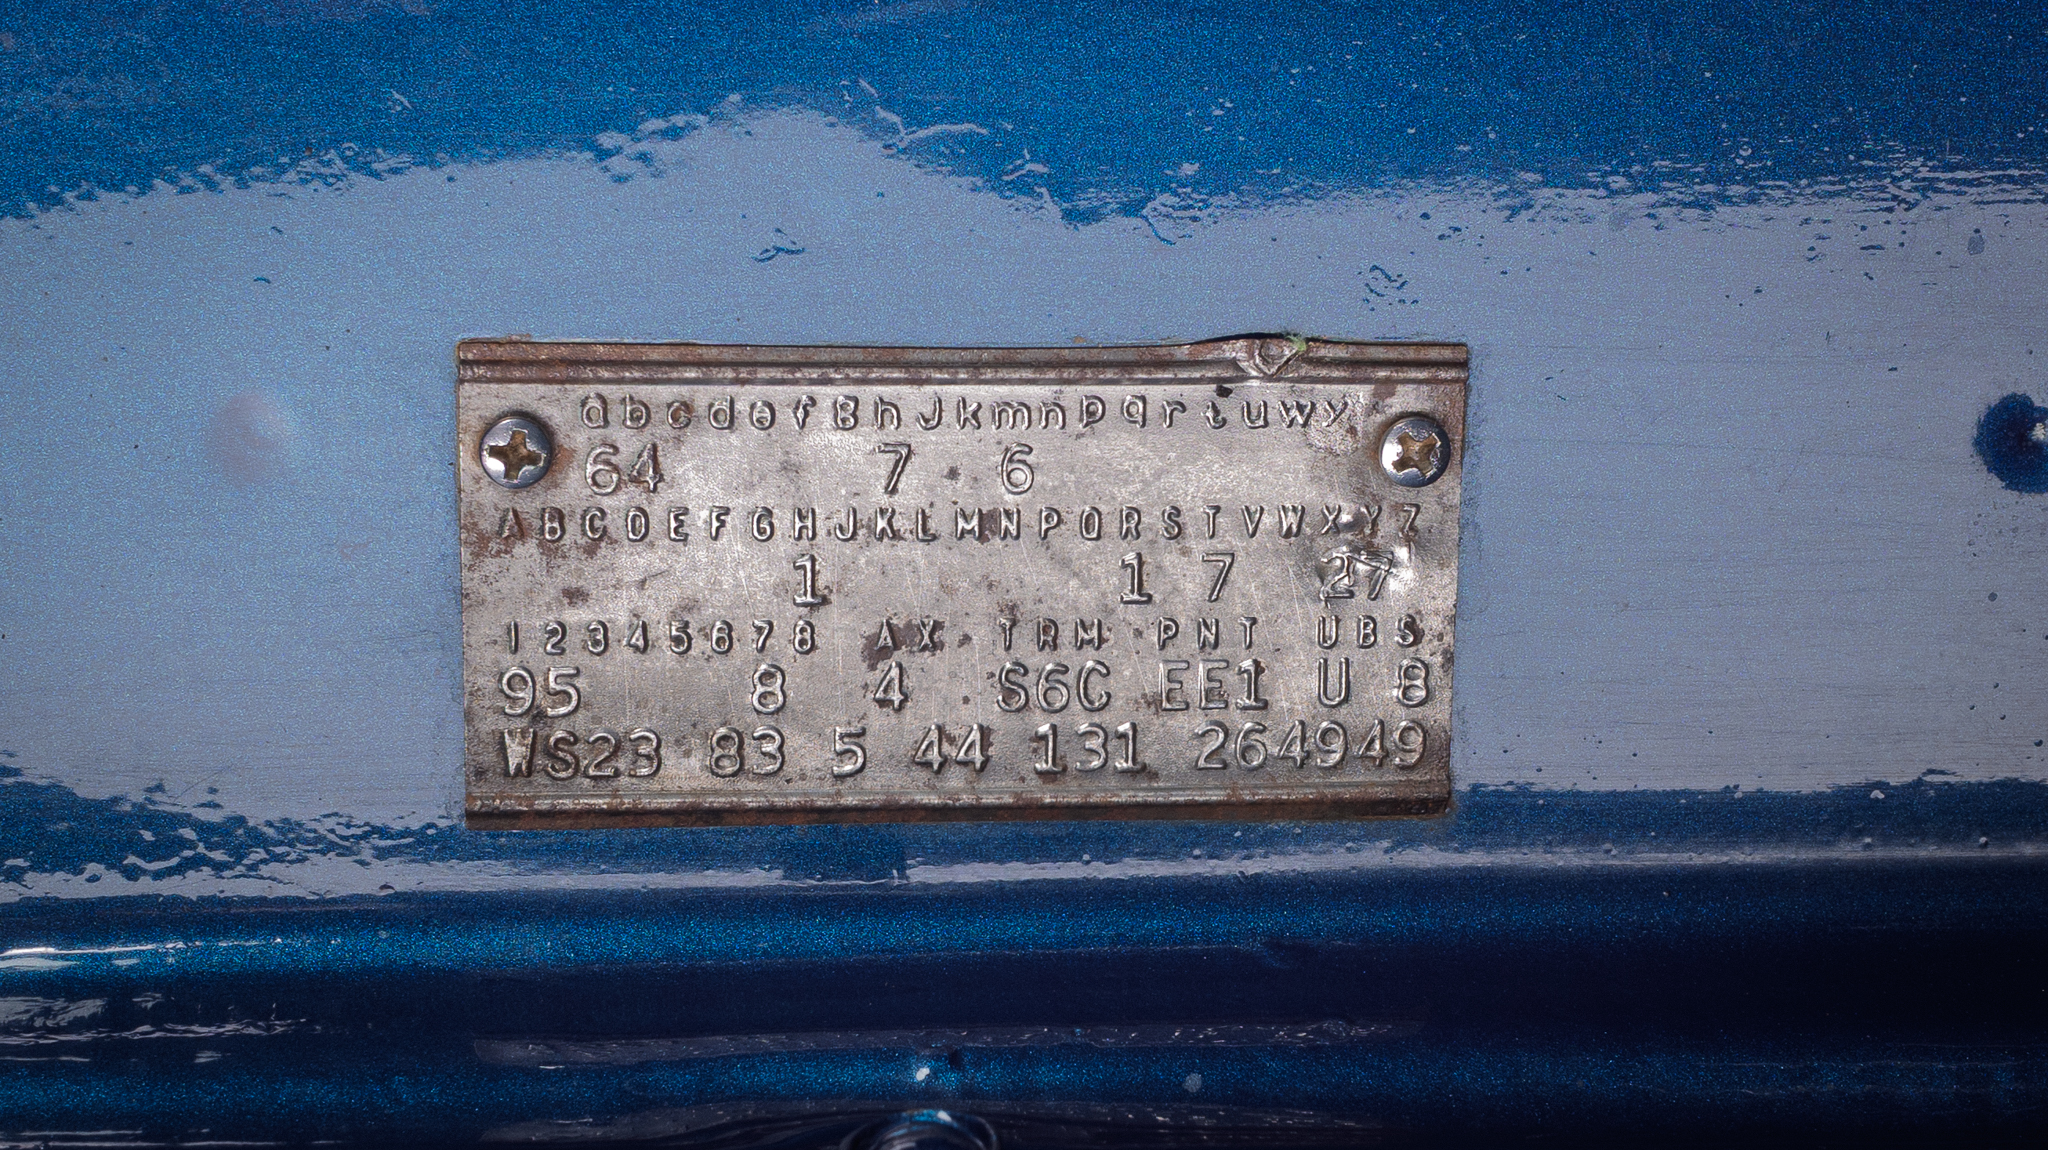 abcdefghJkmnpqrtuwy
64 7 6
ABCDEFGHJKLMNPQRSTVWXYZ
1 1 7 27
12345678 AX TRM PNT UBS
95 8 4 S6C EE1 U 8
WS23 83 5 44 131 264949